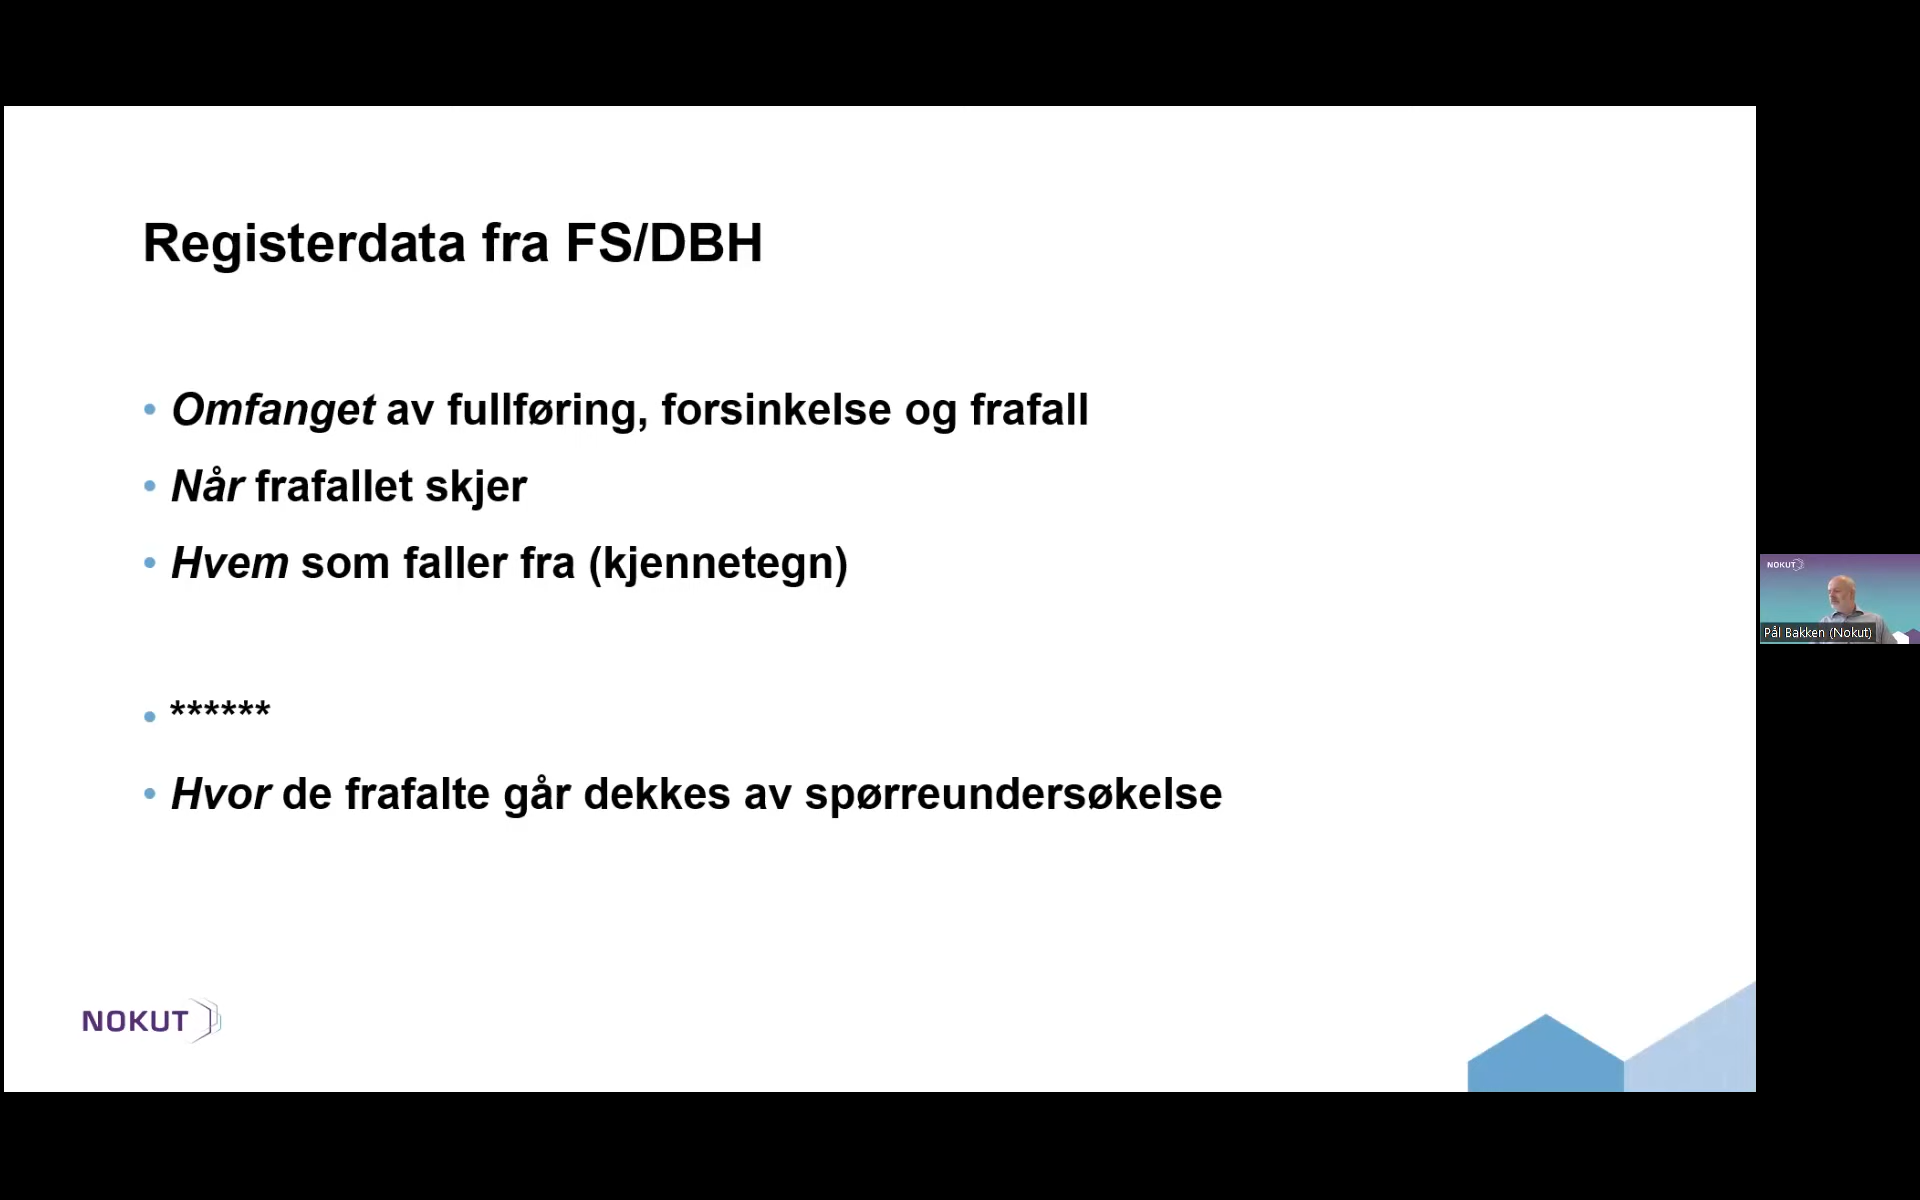 Registerdata fra FS/DBH
• Omfanget av fullføring, forsinkelse og frafall
• Når frafallet skjer
• Hvem som faller fra (kjennetegn)
• ******
• Hvor de frafalte går dekkes av spørreundersøkelse
NOKUT
NOKUT
Pål Bakken (Nokut)